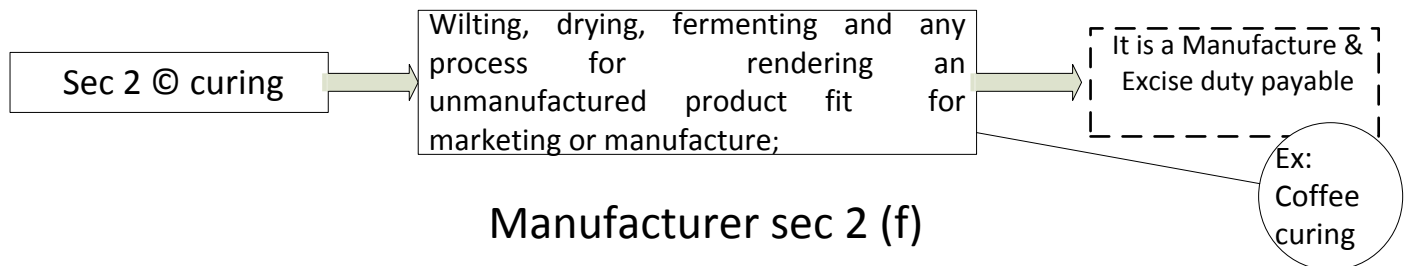 Sec 2 © curing
Wilting, drying, fermenting and any
process for rendering an
unmanufactured product fit for
marketing or manufacture;
It is a Manufacture &
Excise duty payable
Ex:
Coffee
curing
Manufacturer sec 2 (f)